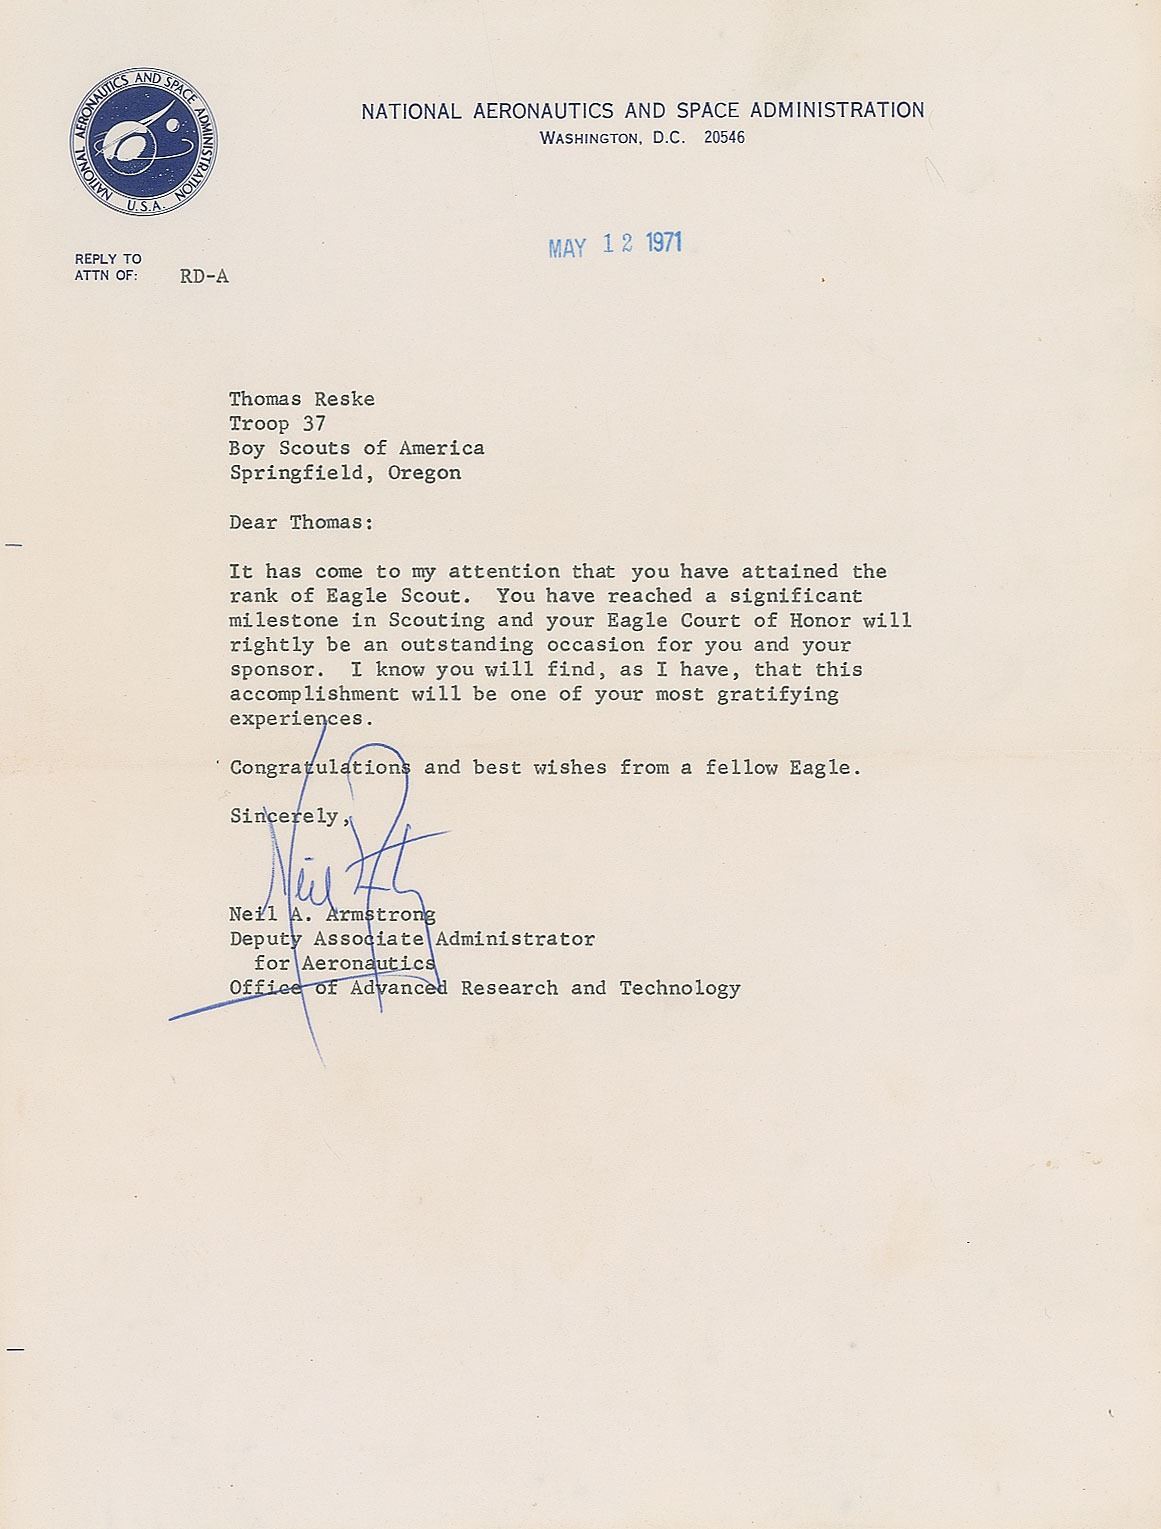 NATIONAL AERONAUTICS AND SPACE ADMINISTRATION
U.S.A.
NATIONAL AERONAUTICS AND SPACE ADMINISTRATION
WASHINGTON, D.C. 20546
MAY 12 1971
REPLY TO
ATTN OF: RD-A
Thomas Reske
Troop 37
Boy Scouts of America
Springfield, Oregon
Dear Thomas:
It has come to my attention that you have attained the
rank of Eagle Scout. You have reached a significant
milestone in Scouting and your Eagle Court of Honor will
rightly be an outstanding occasion for you and your
sponsor. I know you will find, as I have, that this
accomplishment will be one of your most gratifying
experiences.
Congratulations and best wishes from a fellow Eagle.
Sincerely,
Neil A. Armstrong
Deputy Associate Administrator
for Aeronautics
Office of Advanced Research and Technology